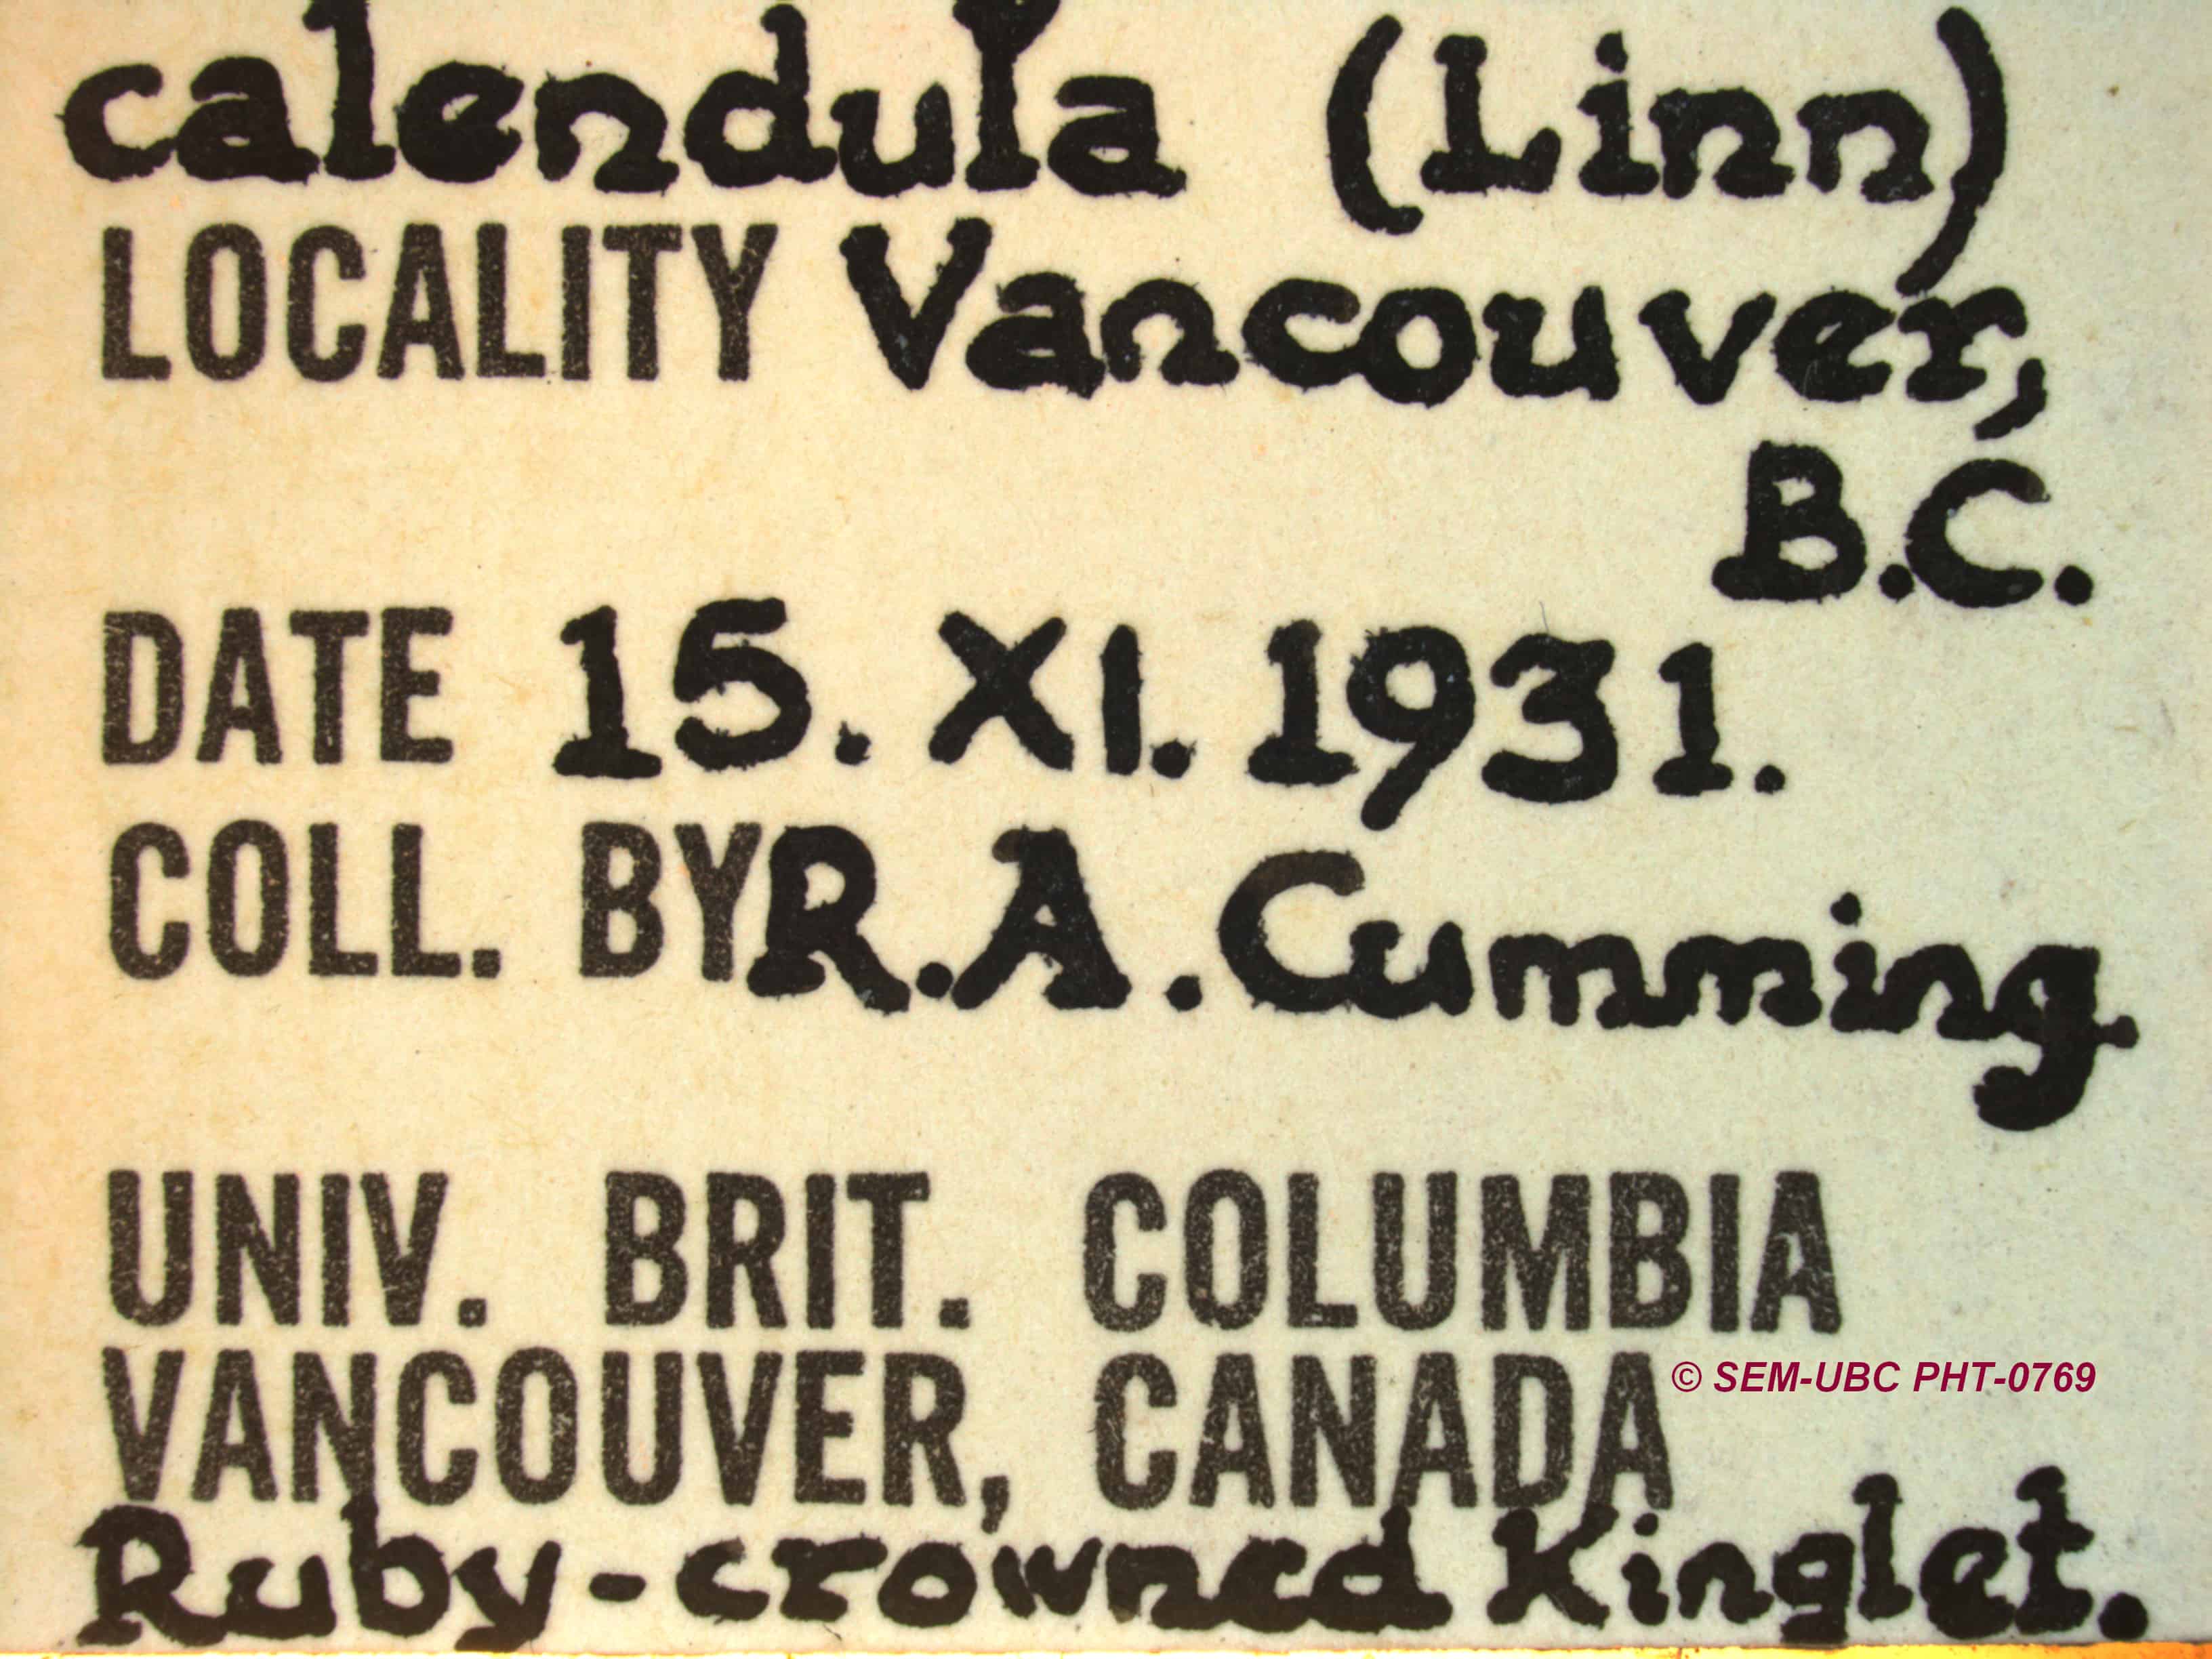 calendula (Linn)
LOCALITY Vancouver,
B.C.
DATE 15. XI. 1931.
COLL. BY R.A. Cumming
UNIV. BRIT. COLUMBIA
VANCOUVER, CANADA
© SEM-UBC PHT-0769
Ruby-crowned Kinglet.